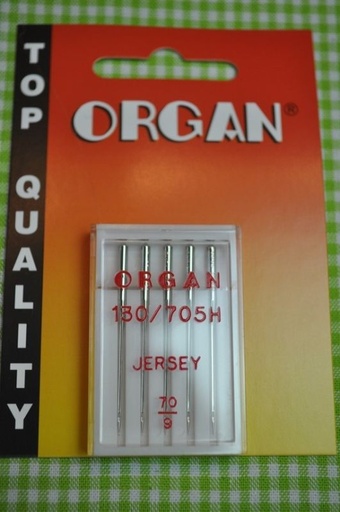 TOP QUALITY
ORGAN®
ORGAN
130/705H
JERSEY
70
9